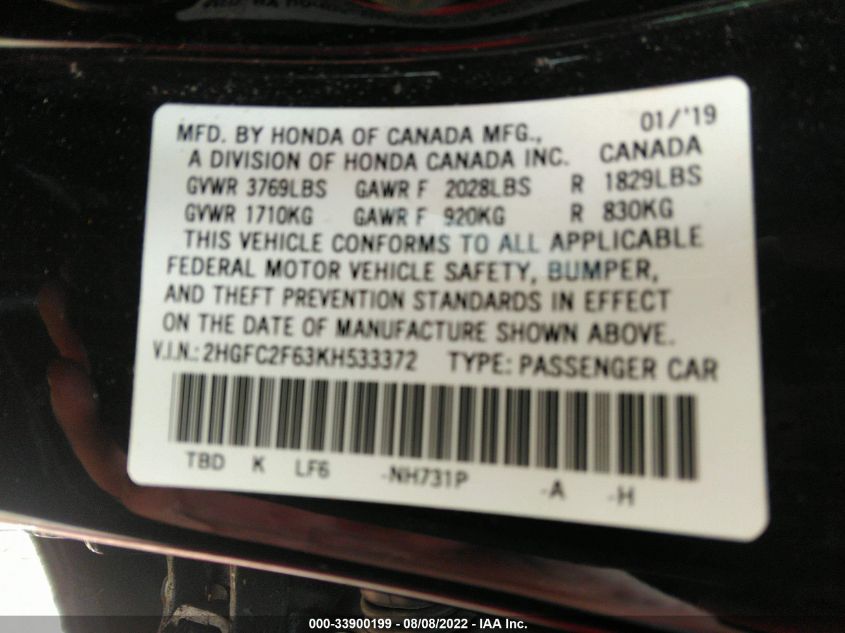 01/'19
MFD. BY HONDA OF CANADA MFG.,
A DIVISION OF HONDA CANADA INC. CANADA
GVWR 3769LBS GAWR F 2028LBS R 1829LBS
GVWR 1710KG GAWR F 920KG R 830KG
THIS VEHICLE CONFORMS TO ALL APPLICABLE
FEDERAL MOTOR VEHICLE SAFETY, BUMPER,
AND THEFT PREVENTION STANDARDS IN EFFECT
ON THE DATE OF MANUFACTURE SHOWN ABOVE.
V.I.N.: 2HGFC2F63KH533372 TYPE: PASSENGER CAR
TBD K LF6 -NH731P -A -H
000-33900199 - 08/08/2022 - IAA Inc.